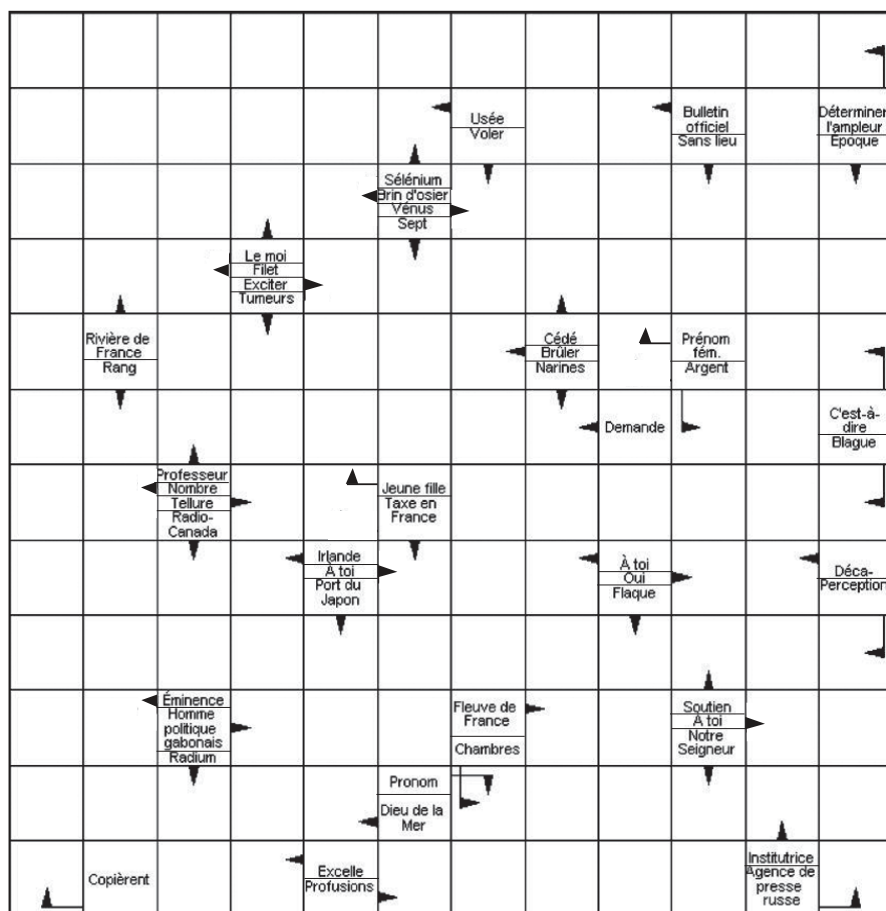 Usée
Voler
Bulletin
officiel
Sans lieu
Déterminer
l'ampleur
Époque
Sélénium
Brin d'osier
Vénus
Sept
Le moi
Filet
Exciter
Tumeurs
Rivière de
France
Rang
Cédé
Brûler
Narines
Prénom
fém.
Argent
Demande
C'est-à-
dire
Blague
Professeur
Nombre
Tellure
Radio-
Canada
Jeune fille
Taxe en
France
Irlande
À toi
Port du
Japon
À toi
Oui
Flaque
Déca-
Perception
Éminence
Homme
politique
gabonais
Radium
Fleuve de
France
Chambres
Soutien
À toi
Notre
Seigneur
Pronom
Dieu de la
Mer
Copièrent
Excelle
Profusions
Institutrice
Agence de
presse
russe